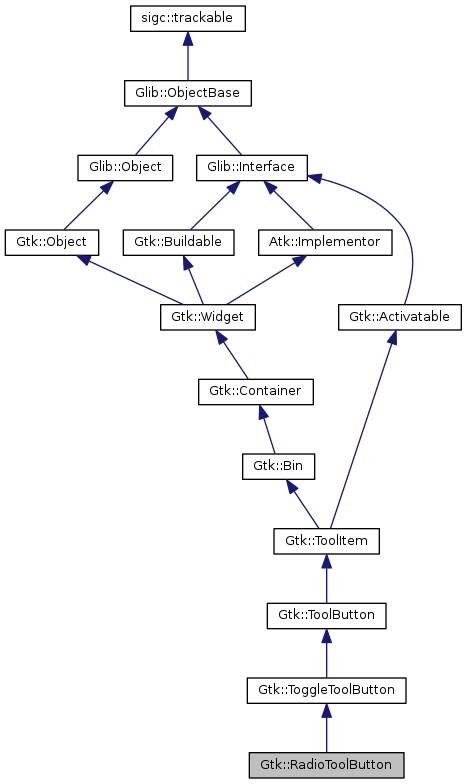 sigc::trackable
Glib::ObjectBase
Glib::Object
Glib::Interface
Gtk::Object
Gtk::Buildable
Atk::Implementor
Gtk::Widget
Gtk::Activatable
Gtk::Container
Gtk::Bin
Gtk::ToolItem
Gtk::ToolButton
Gtk::ToggleToolButton
Gtk::RadioToolButton